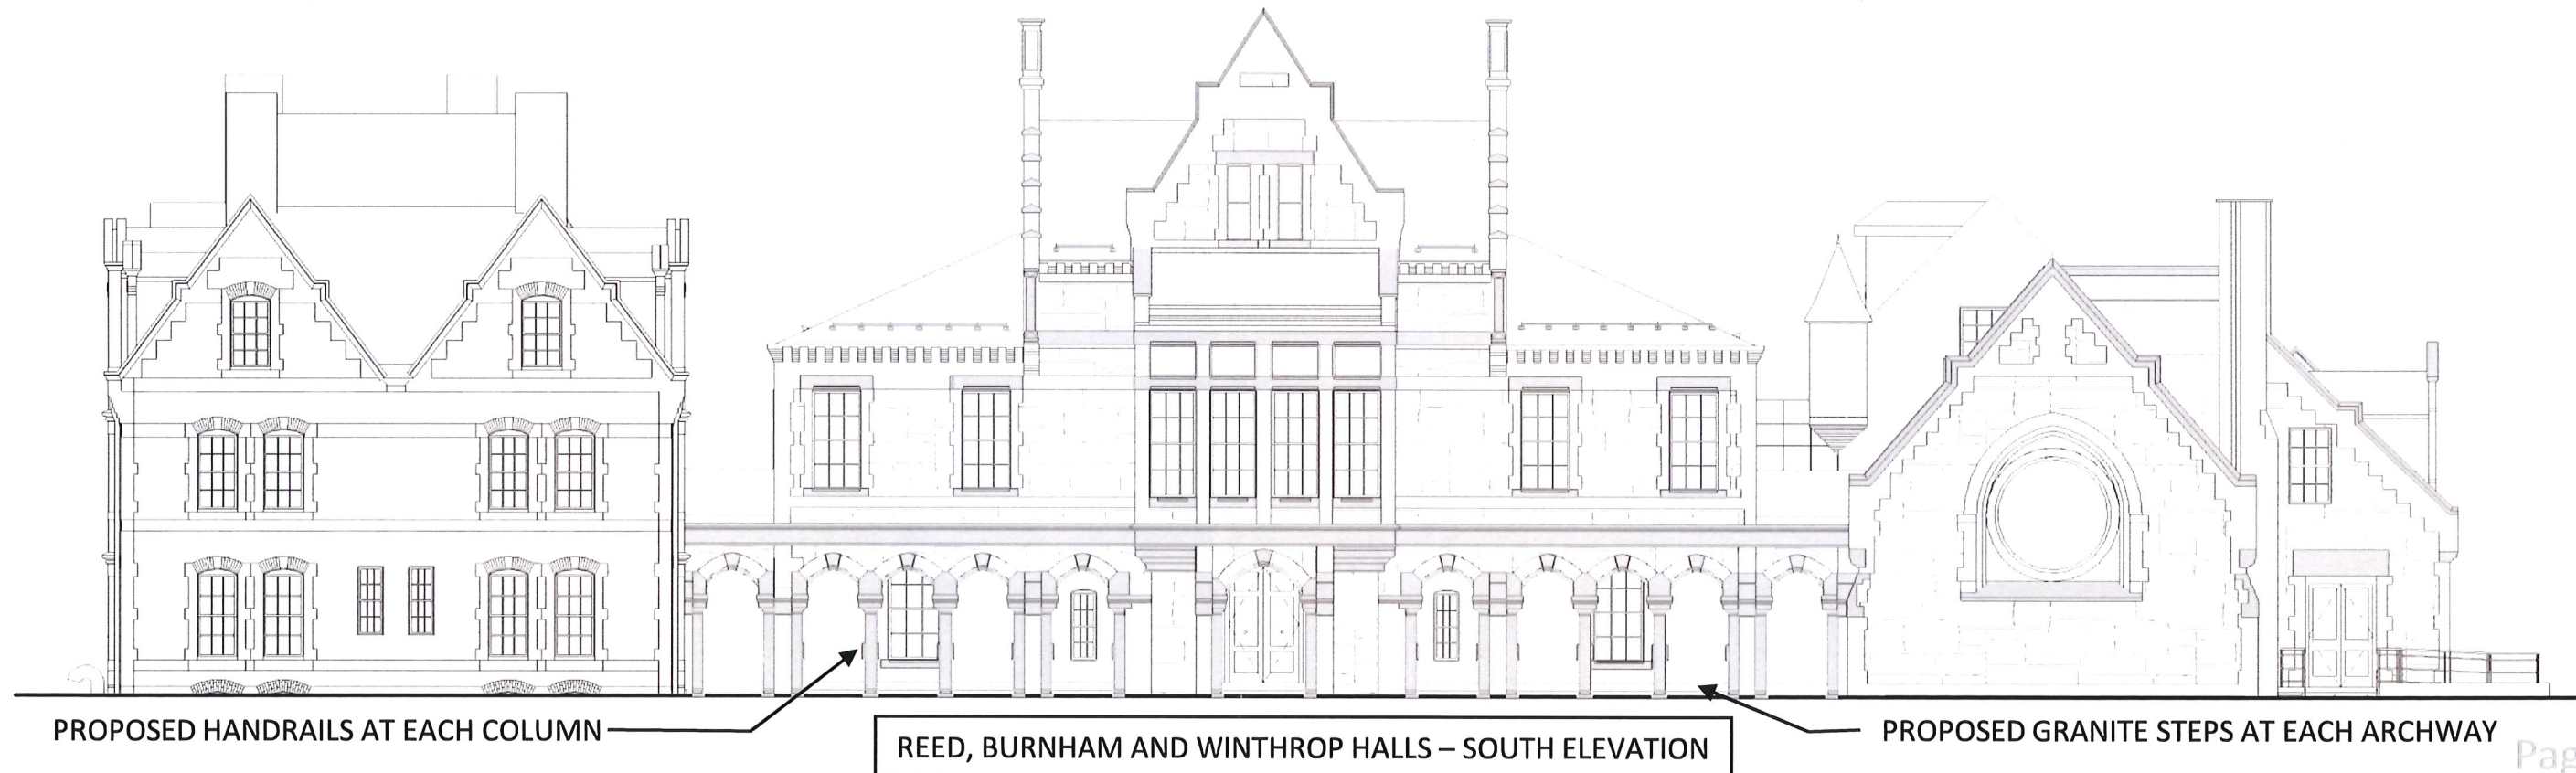 PROPOSED HANDRAILS AT EACH COLUMN
REED, BURNHAM AND WINTHROP HALLS – SOUTH ELEVATION
PROPOSED GRANITE STEPS AT EACH ARCHWAY